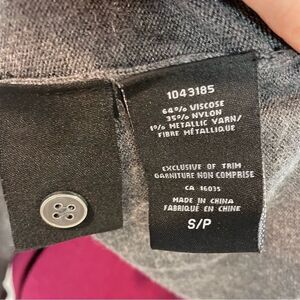 1043185
64% VISCOSE
35% NYLON
1% METALLIC YARN/
FIBRE MÉTALLIQUE
EXCLUSIVE OF TRIM
GARNITURE NON COMPRISE
CA 16035
MADE IN CHINA
FABRIQUÉ EN CHINE
S/P